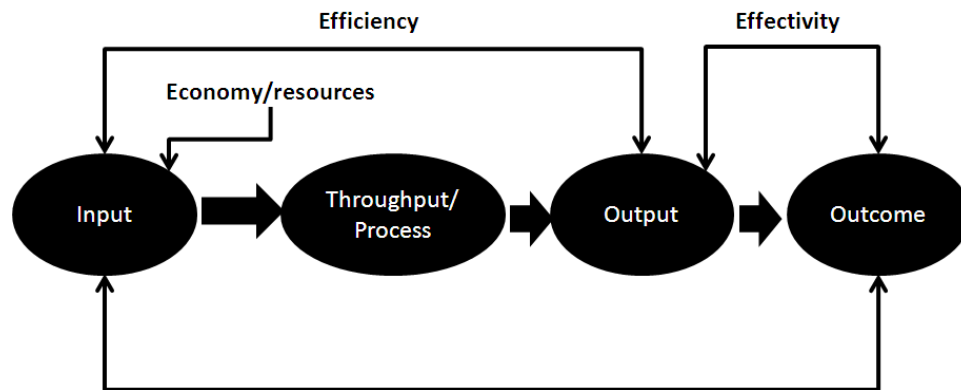 Efficiency
Effectivity
Economy/resources
Input
Throughput/
Process
Output
Outcome